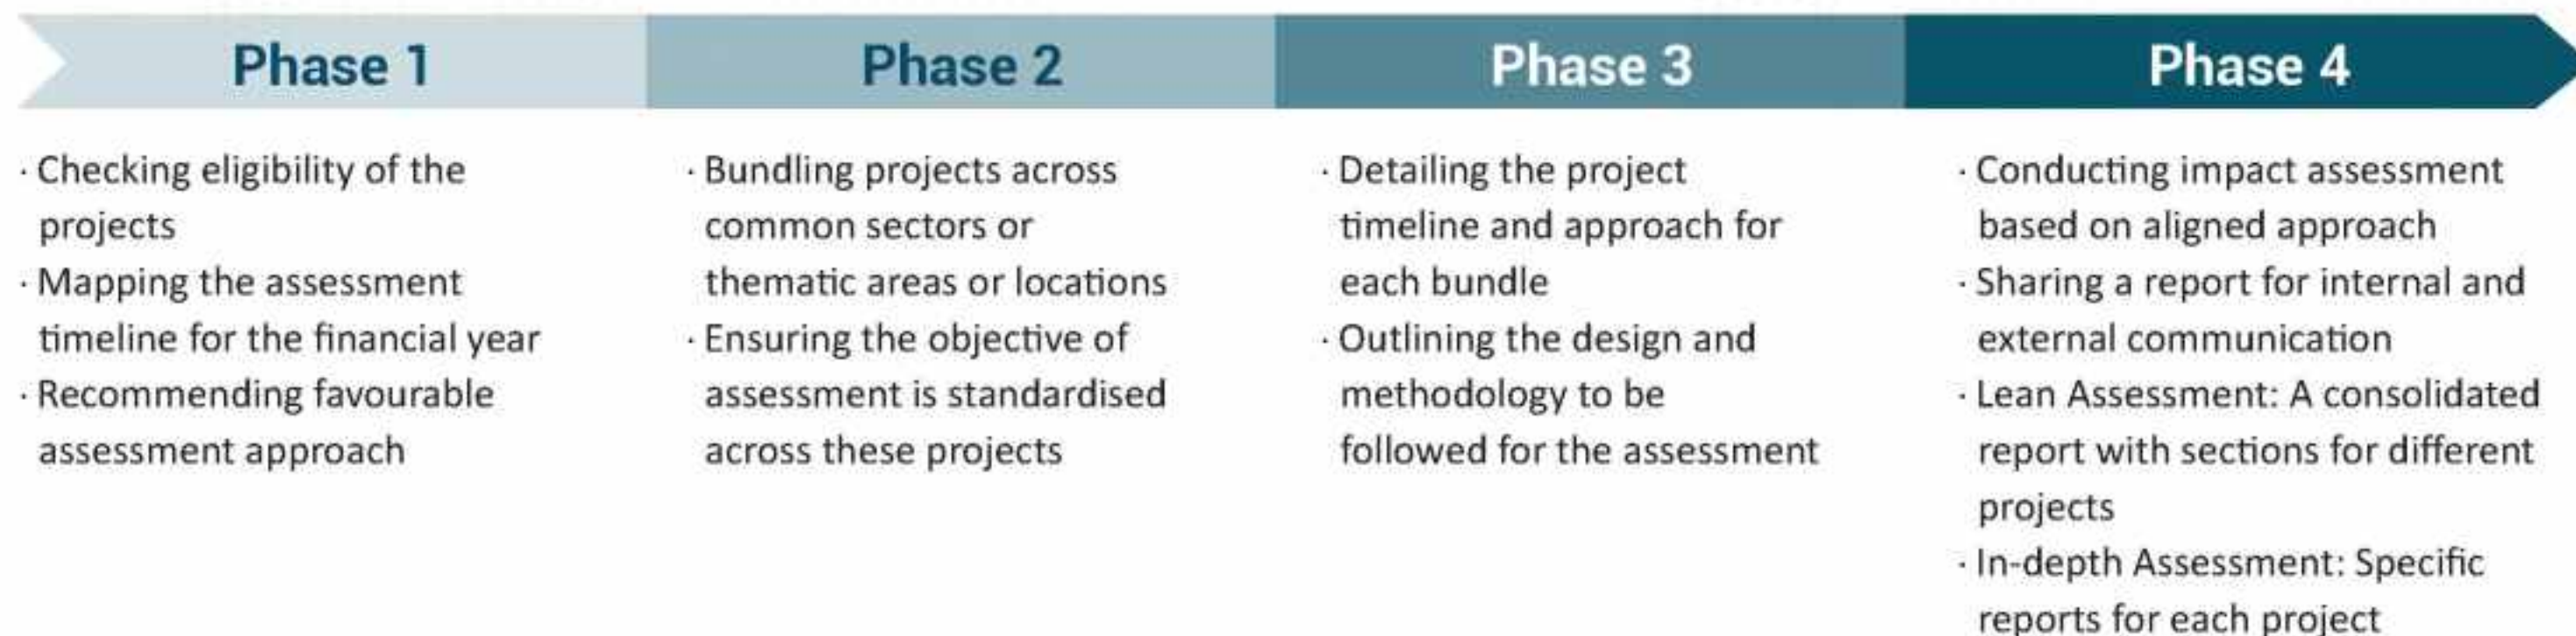 Phase 1
· Checking eligibility of the
projects
· Mapping the assessment
timeline for the financial year
· Recommending favourable
assessment approach
Phase 2
· Bundling projects across
common sectors or
thematic areas or locations
· Ensuring the objective of
assessment is standardised
across these projects
Phase 3
· Detailing the project
timeline and approach for
each bundle
· Outlining the design and
methodology to be
followed for the assessment
Phase 4
· Conducting impact assessment
based on aligned approach
· Sharing a report for internal and
external communication
· Lean Assessment: A consolidated
report with sections for different
projects
· In-depth Assessment: Specific
reports for each project